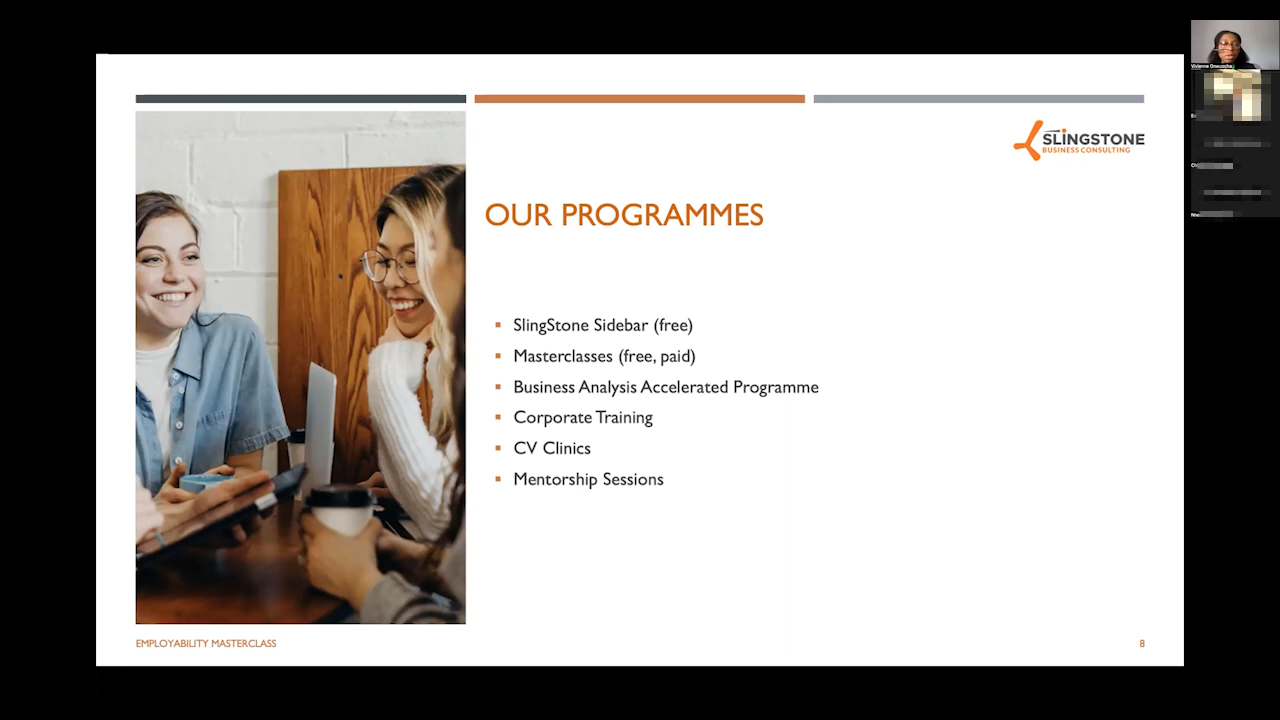 SLINGSTONE
BUSINESS CONSULTING
OUR PROGRAMMES
SlingStone Sidebar (free)
Masterclasses (free, paid)
Business Analysis Accelerated Programme
Corporate Training
CV Clinics
Mentorship Sessions
EMPLOYABILITY MASTERCLASS
8